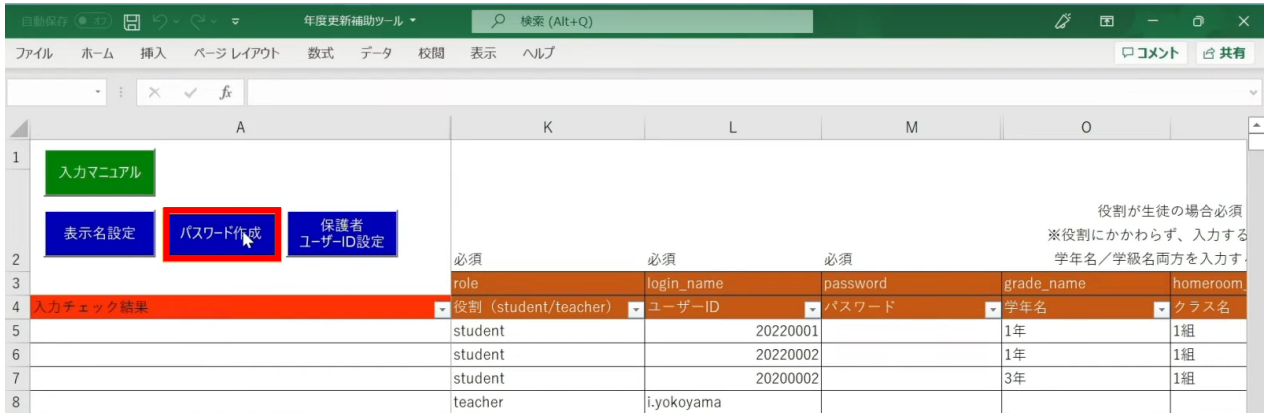 自動保存 オフ 年度更新補助ツール 検索 (Alt+Q)
ファイル ホーム 挿入 ページ レイアウト 数式 データ 校閲 表示 ヘルプ コメント 共有
fx
A K L M O
1
入力マニュアル
表示名設定 パスワード作成 保護者
ユーザーID設定
役割が生徒の場合必須
※役割にかかわらず、入力する
2 必須 必須 必須 学年名/学級名両方を入力す
3 role login_name password grade_name homeroom_
4 入力チェック結果 役割（student/teacher） ユーザーID パスワード 学年名 クラス名
5 student 20220001 1年 1組
6 student 20220002 1年 1組
7 student 20200002 3年 1組
8 teacher i.yokoyama